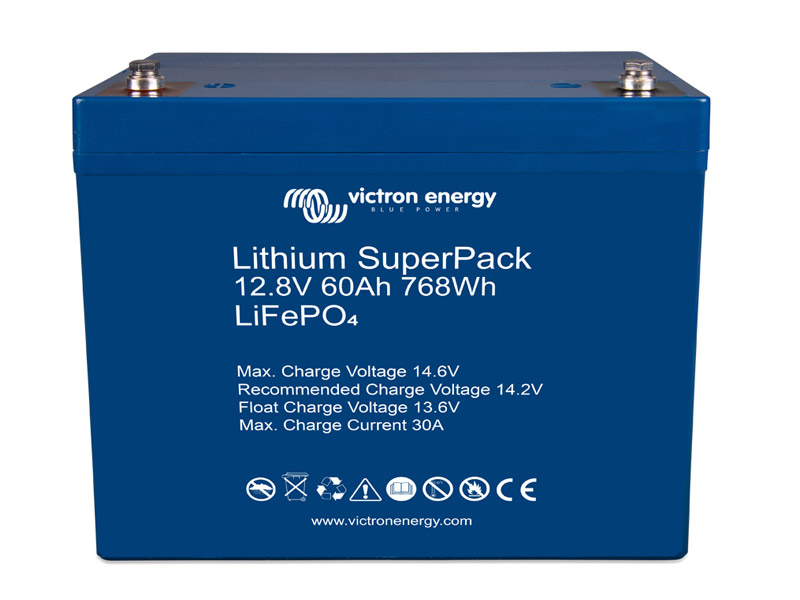 victron energy
BLUE POWER
Lithium SuperPack
12.8V 60Ah 768Wh
LiFePO₄
Max. Charge Voltage 14.6V
Recommended Charge Voltage 14.2V
Float Charge Voltage 13.6V
Max. Charge Current 30A
CE
www.victronenergy.com